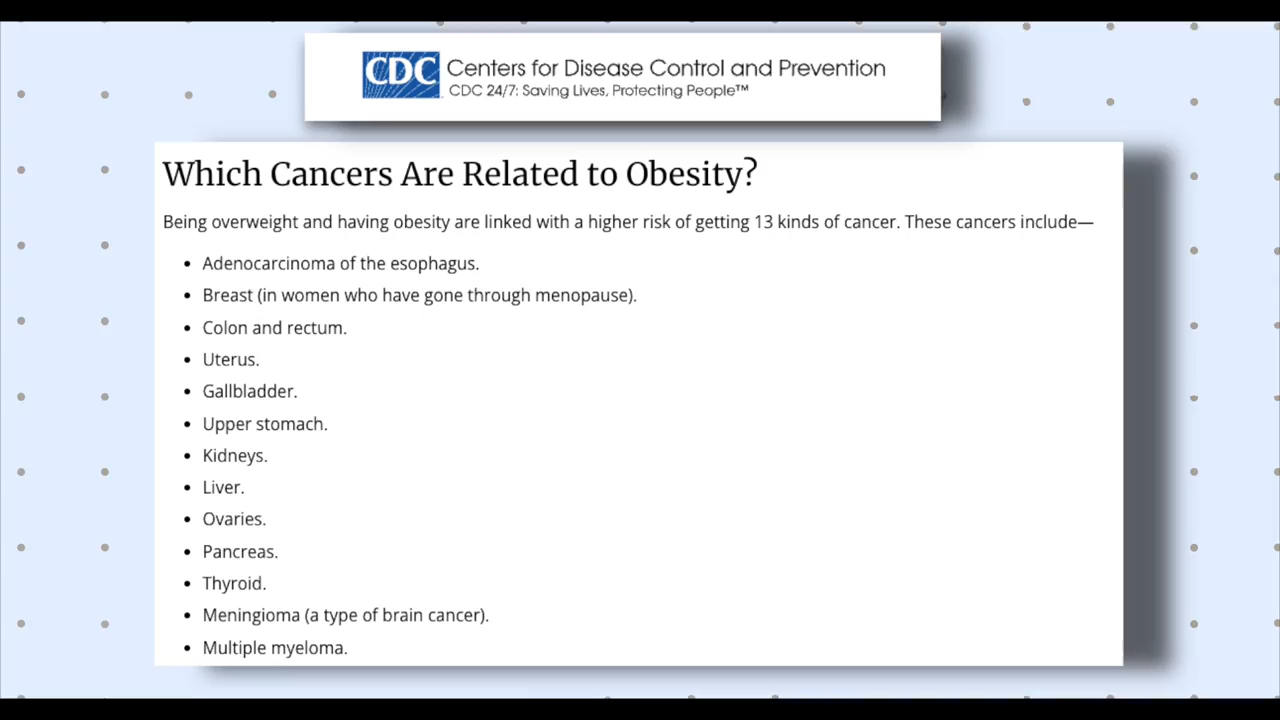 CDC Centers for Disease Control and Prevention
CDC 24/7: Saving Lives, Protecting People™
Which Cancers Are Related to Obesity?
Being overweight and having obesity are linked with a higher risk of getting 13 kinds of cancer. These cancers include—
• Adenocarcinoma of the esophagus.
• Breast (in women who have gone through menopause).
• Colon and rectum.
• Uterus.
• Gallbladder.
• Upper stomach.
• Kidneys.
• Liver.
• Ovaries.
• Pancreas.
• Thyroid.
• Meningioma (a type of brain cancer).
• Multiple myeloma.